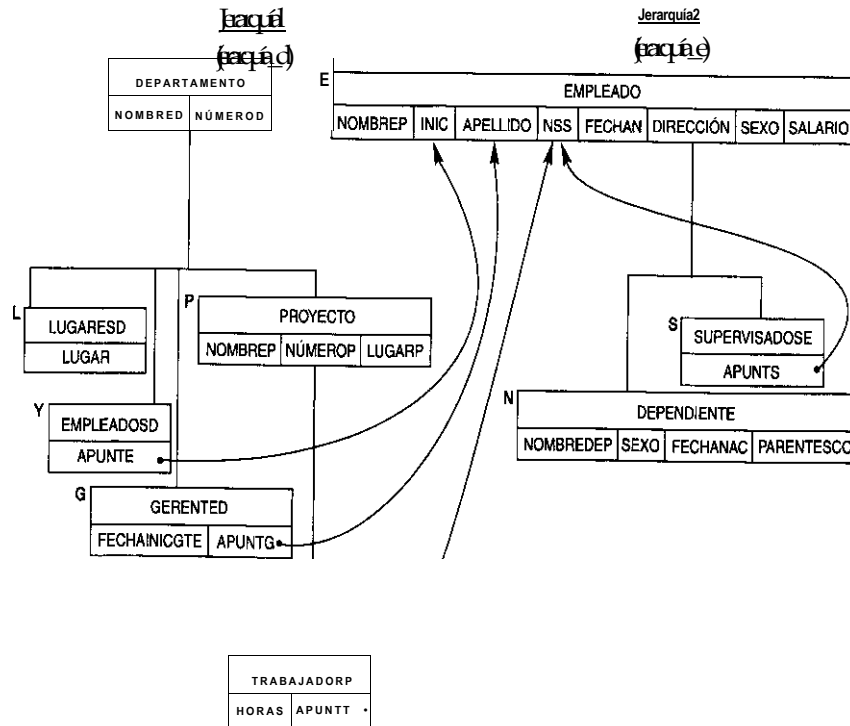 Jerarquía2
DEPARTAMENTO
NOMBRED NÚMEROD
E
EMPLEADO
NOMBREP INIC APELLIDO NSS FECHAN DIRECCIÓN SEXO SALARIO
L
LUGARESD
LUGAR
P
PROYECTO
NOMBREP NÚMEROP LUGARP
S
SUPERVISADOSE
APUNTS
Y
EMPLEADOSD
APUNTE
N
DEPENDIENTE
NOMBREDEP SEXO FECHANAC PARENTESCO
G
GERENTED
FECHAINICGTE APUNTG
TRABAJADORP
HORAS APUNTT